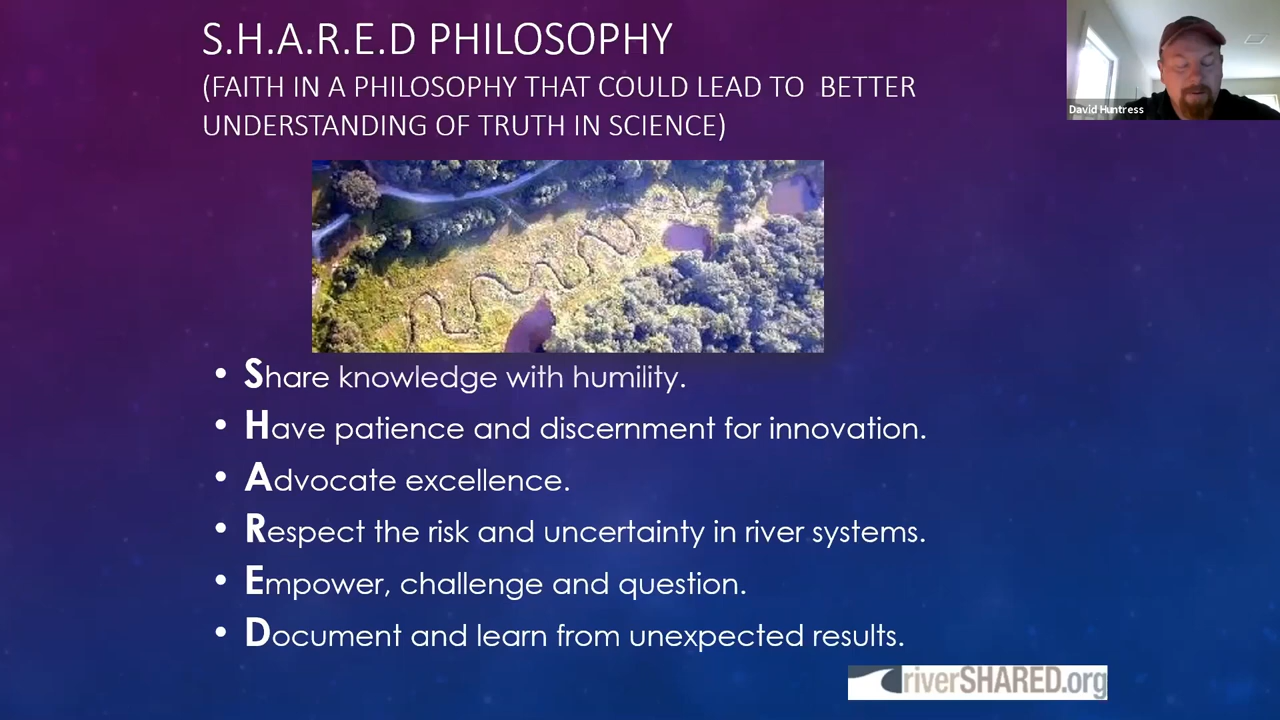 S.H.A.R.E.D PHILOSOPHY
(FAITH IN A PHILOSOPHY THAT COULD LEAD TO BETTER
UNDERSTANDING OF TRUTH IN SCIENCE)
David Huntress
• Share knowledge with humility.
• Have patience and discernment for innovation.
• Advocate excellence.
• Respect the risk and uncertainty in river systems.
• Empower, challenge and question.
• Document and learn from unexpected results.
riverSHARED.org